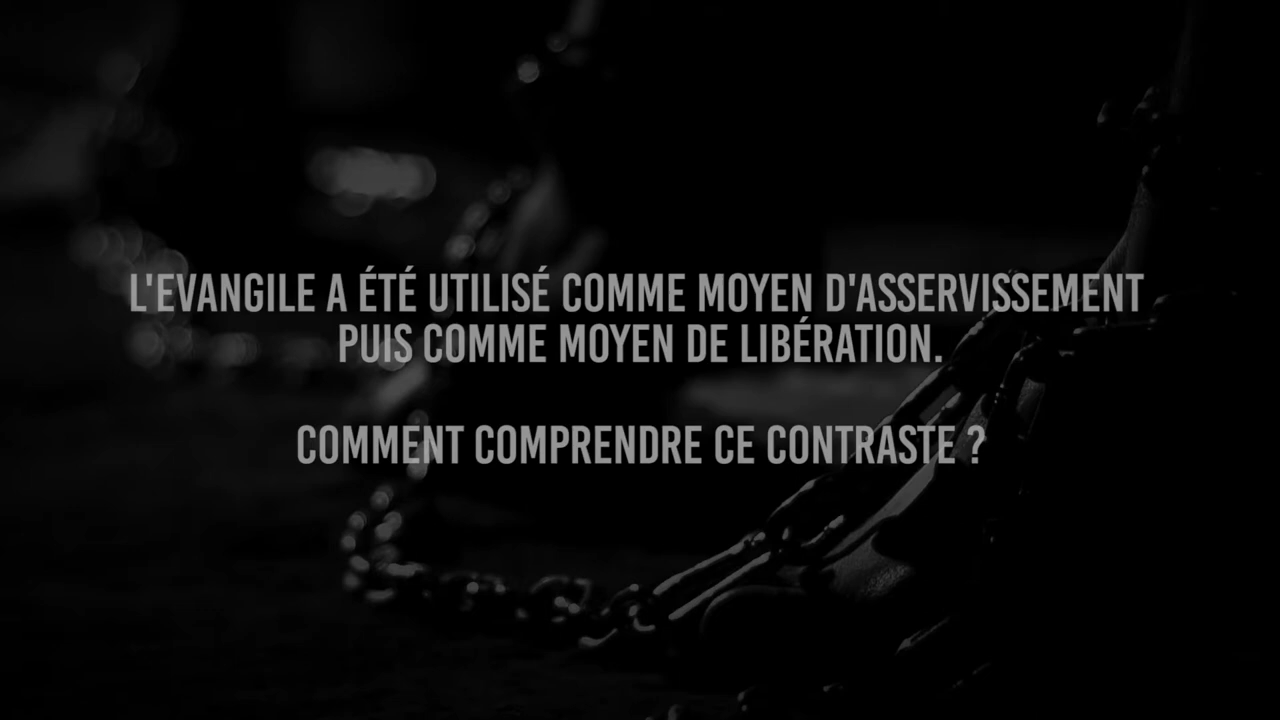 L'EVANGILE A ÉTÉ UTILISÉ COMME MOYEN D'ASSERVISSEMENT
PUIS COMME MOYEN DE LIBÉRATION.
COMMENT COMPRENDRE CE CONTRASTE ?